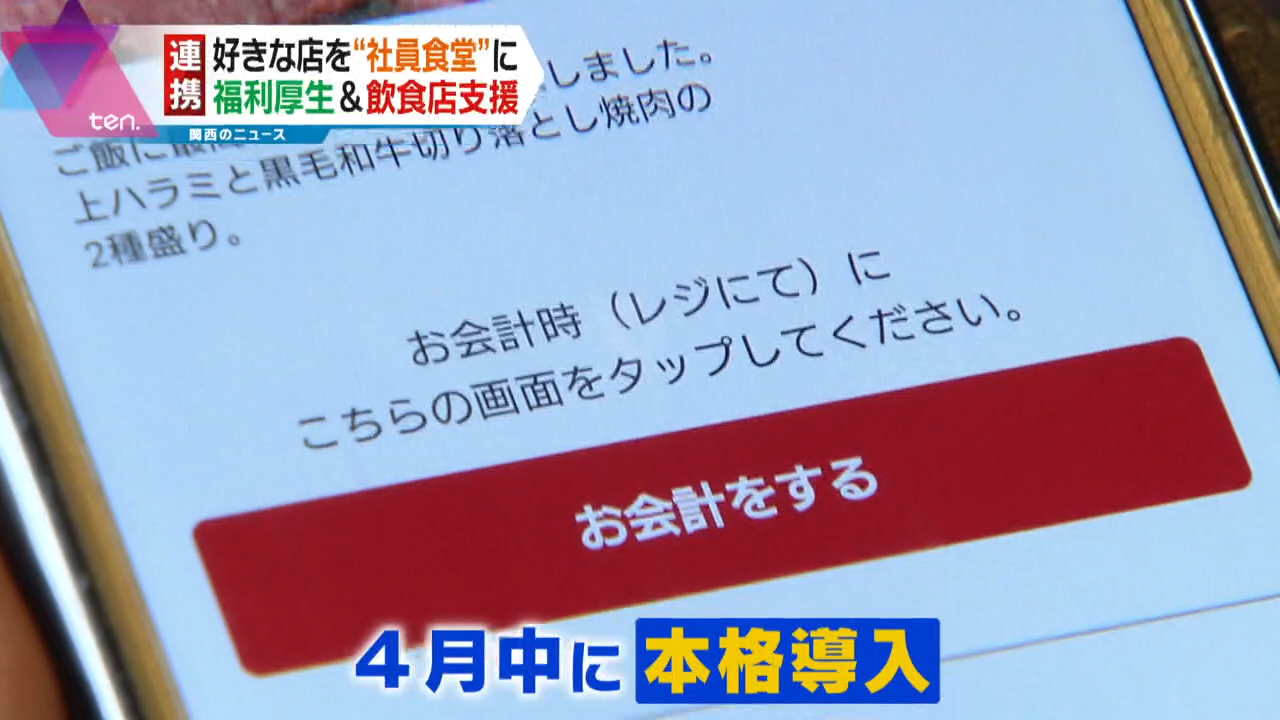 連携
好きな店を“社員食堂”に
福利厚生&飲食店支援
ten.
関西のニュース
しました。
ご飯に
上ハラミと黒毛和牛切り落とし焼肉の
2種盛り。
お会計時(レジにて)に
こちらの画面をタップしてください。
お会計をする
4月中に 本格導入